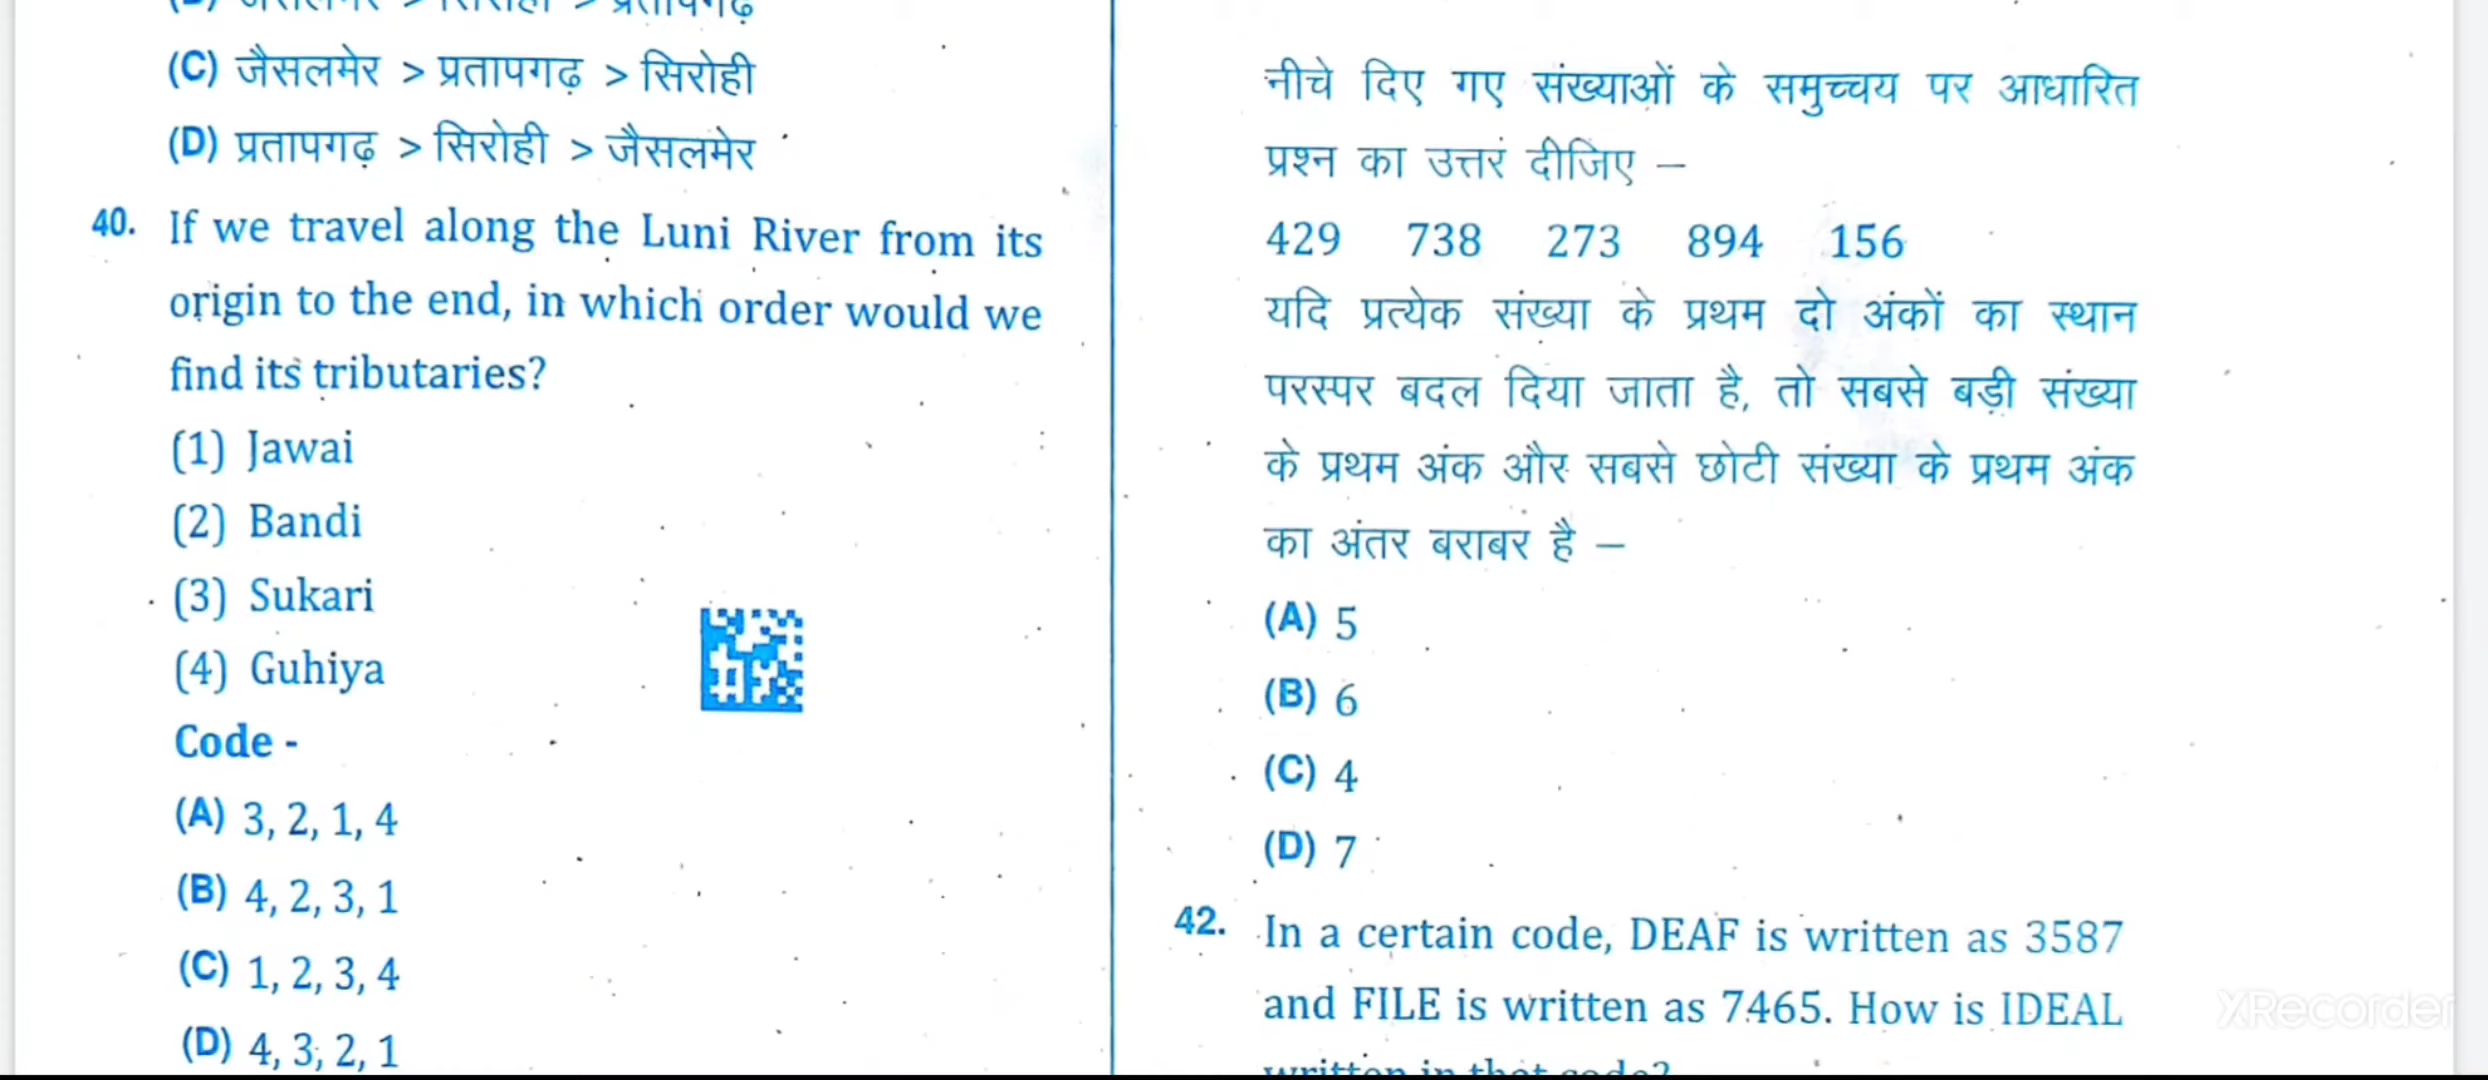 (C) जैसलमेर > प्रतापगढ़ > सिरोही
(D) प्रतापगढ़ > सिरोही > जैसलमेर
40. If we travel along the Luni River from its
origin to the end, in which order would we
find its tributaries?
(1) Jawai
(2) Bandi
(3) Sukari
(4) Guhiya
Code -
(A) 3, 2, 1, 4
(B) 4, 2, 3, 1
(C) 1, 2, 3, 4
(D) 4, 3, 2, 1
नीचे दिए गए संख्याओं के समुच्चय पर आधारित
प्रश्न का उत्तर दीजिए –
429 738 273 894 156
यदि प्रत्येक संख्या के प्रथम दो अंकों का स्थान
परस्पर बदल दिया जाता है, तो सबसे बड़ी संख्या
के प्रथम अंक और सबसे छोटी संख्या के प्रथम अंक
का अंतर बराबर है –
(A) 5
(B) 6
(C) 4
(D) 7
42. In a certain code, DEAF is written as 3587
and FILE is written as 7465. How is IDEAL
written in that code?
XRecorder